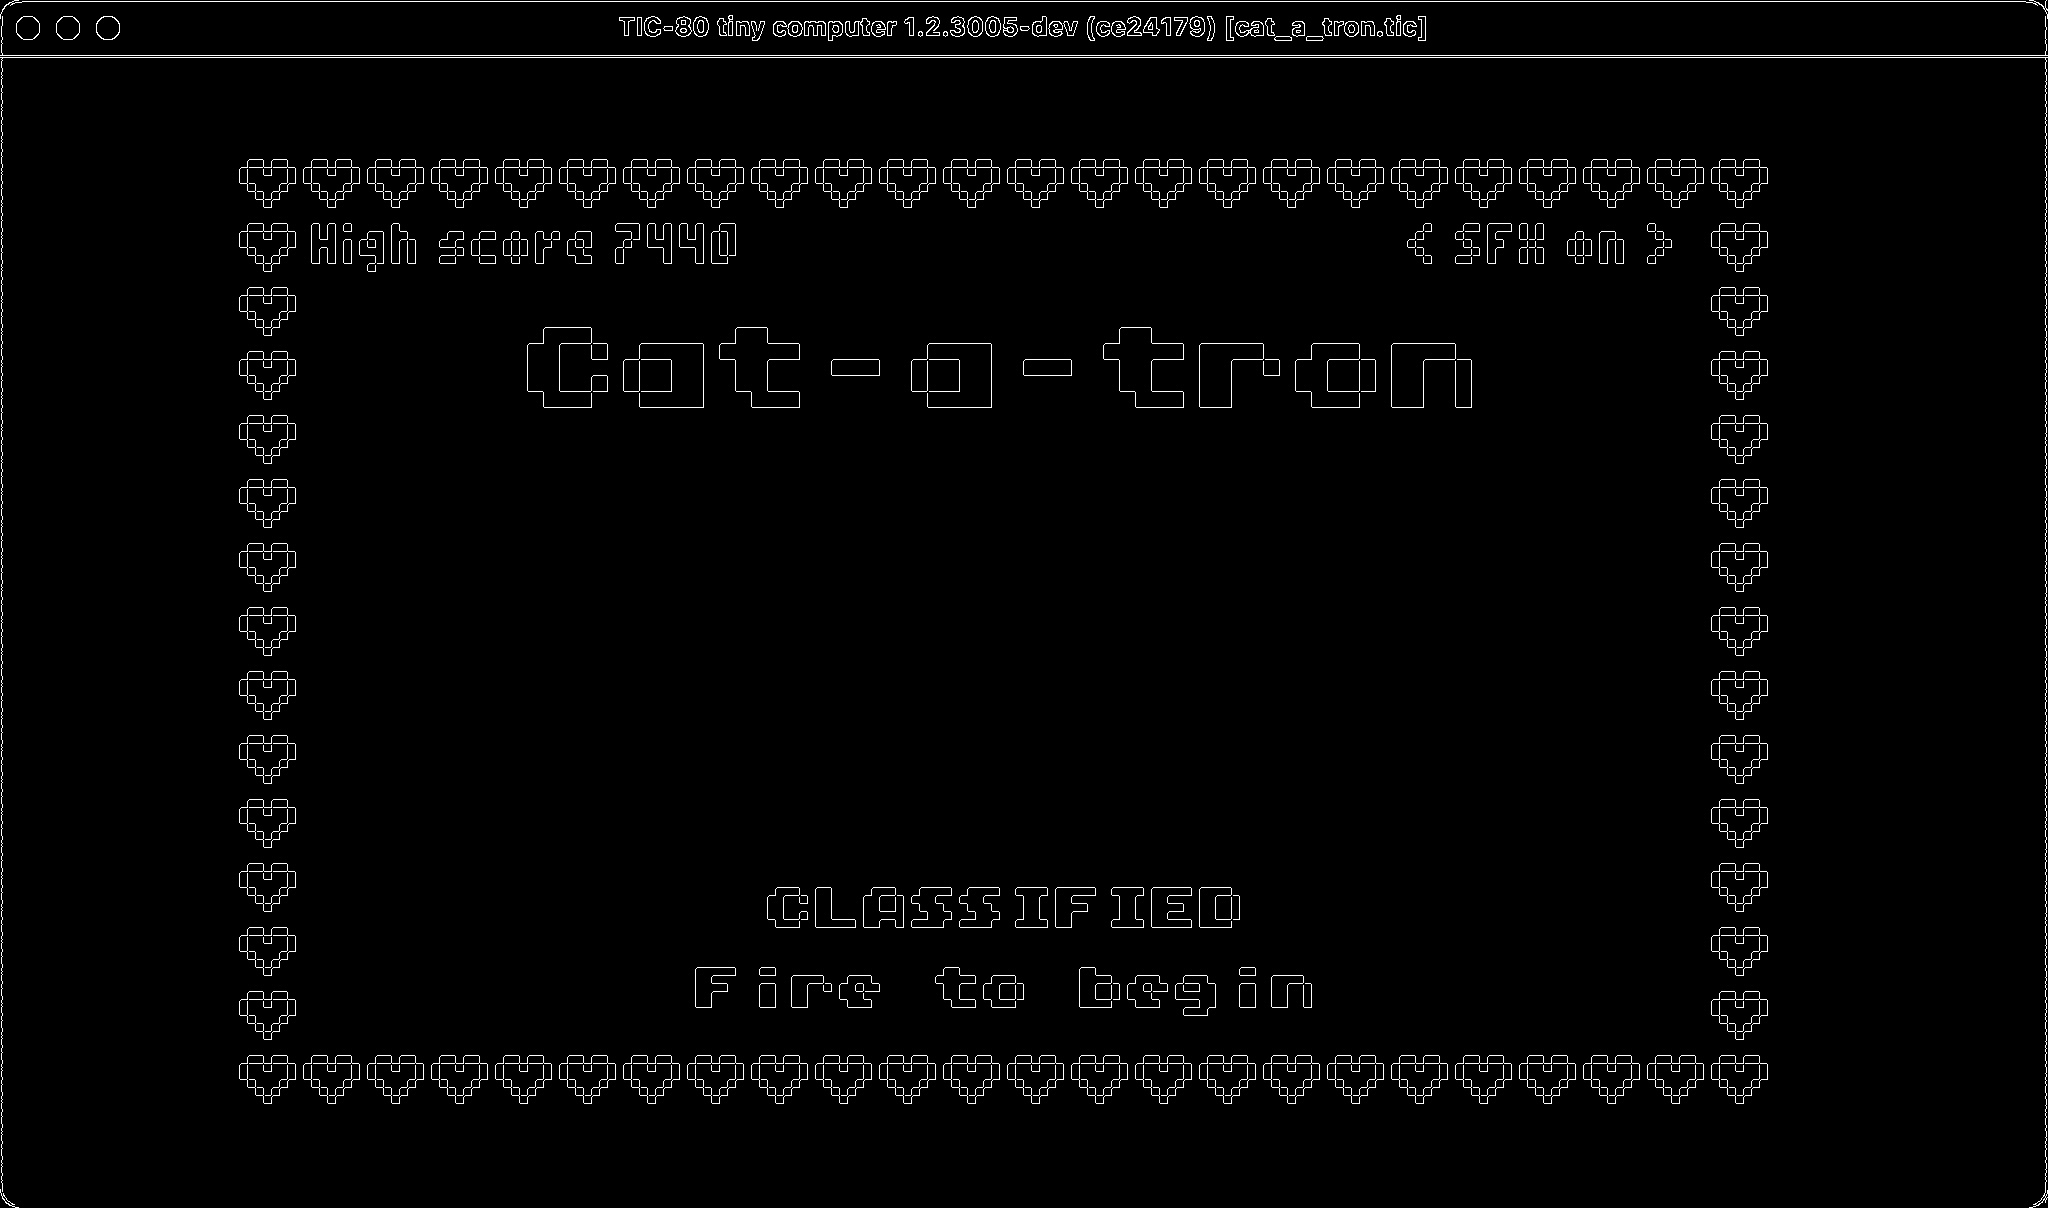 TIC-80 tiny computer 1.2.3005-dev (ce24179) [cat_a_tron.tic]
High score 7440 < SFX on >
Cat-a-tron
CLASSIFIED
Fire to begin